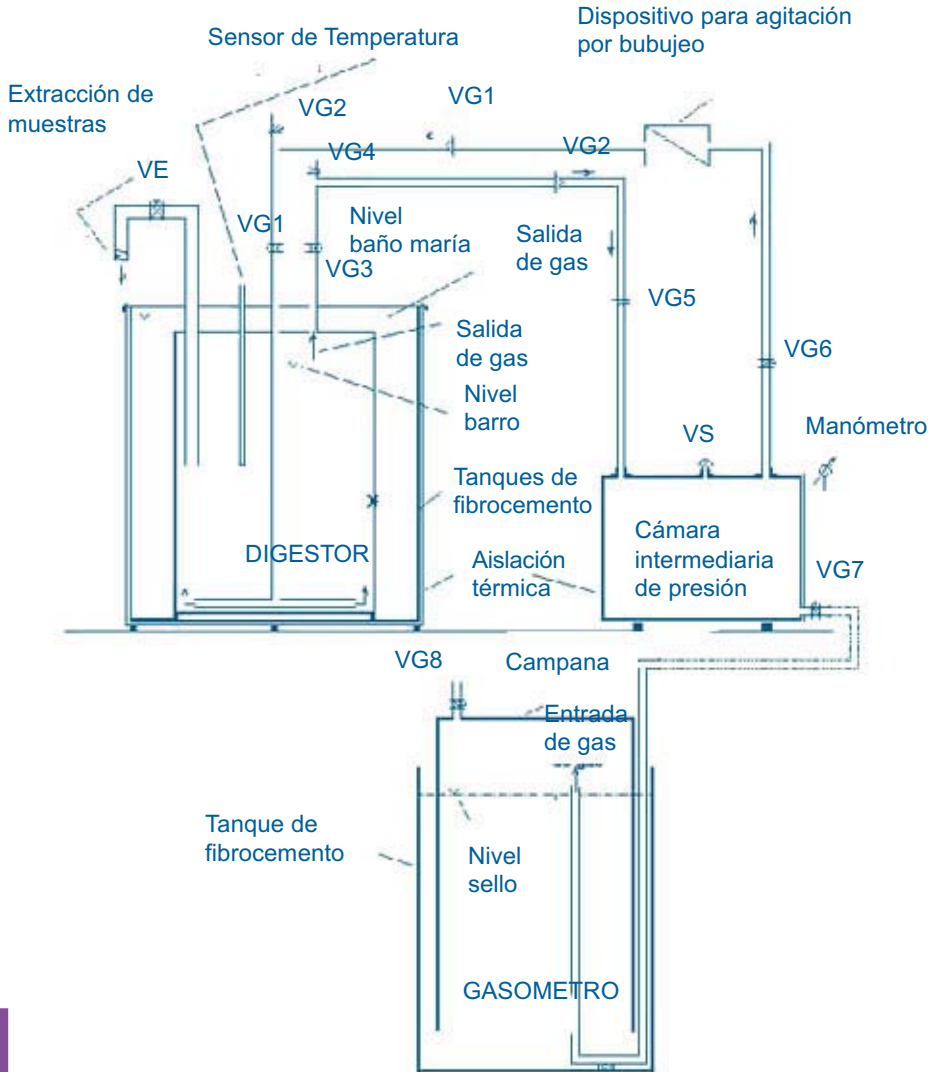 Dispositivo para agitación
por bubujeo
Sensor de Temperatura
Extracción de
muestras
VG2
VG1
VG4
VG2
VE
VG1
Nivel
baño maría
VG3
Salida
de gas
VG5
Salida
de gas
VG6
Nivel
barro
VS
Manómetro
Tanques de
fibrocemento
DIGESTOR
Aislación
térmica
Cámara
intermediaria
de presión
VG7
VG8
Campana
Entrada
de gas
Tanque de
fibrocemento
Nivel
sello
GASOMETRO